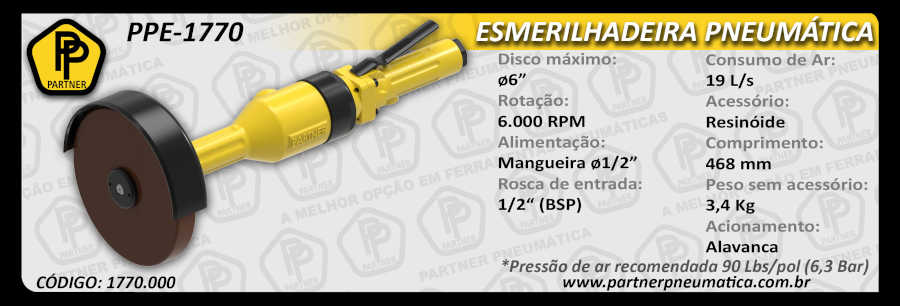 PP
PARTNER
PPE-1770
ESMERILHADEIRA PNEUMÁTICA
PARTNER
Disco máximo:
ø6”
Rotação:
6.000 RPM
Alimentação:
Mangueira ø1/2”
Rosca de entrada:
1/2“ (BSP)
Consumo de Ar:
19 L/s
Acessório:
Resinóide
Comprimento:
468 mm
Peso sem acessório:
3,4 Kg
Acionamento:
Alavanca
*Pressão de ar recomendada 90 Lbs/pol (6,3 Bar)
CÓDIGO: 1770.000
www.partnerpneumatica.com.br